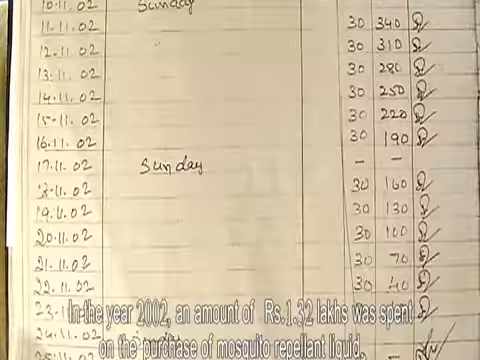 10.11.02 Sunday
11.11.02 30 340
12.11.02 30 310
13.11.02 30 280
14.11.02 30 250
15-11.02 30 220
16.11.02 30 190
17.11.02 Sunday - -
18.11.02 30 160
19.11.02 30 130
20.11.02 30 100
21.11.02 30 70
22.11.02 30 40
In the year 2002, an amount of Rs.1.32 lakhs was spent
on the purchase of mosquito repellant liquid.